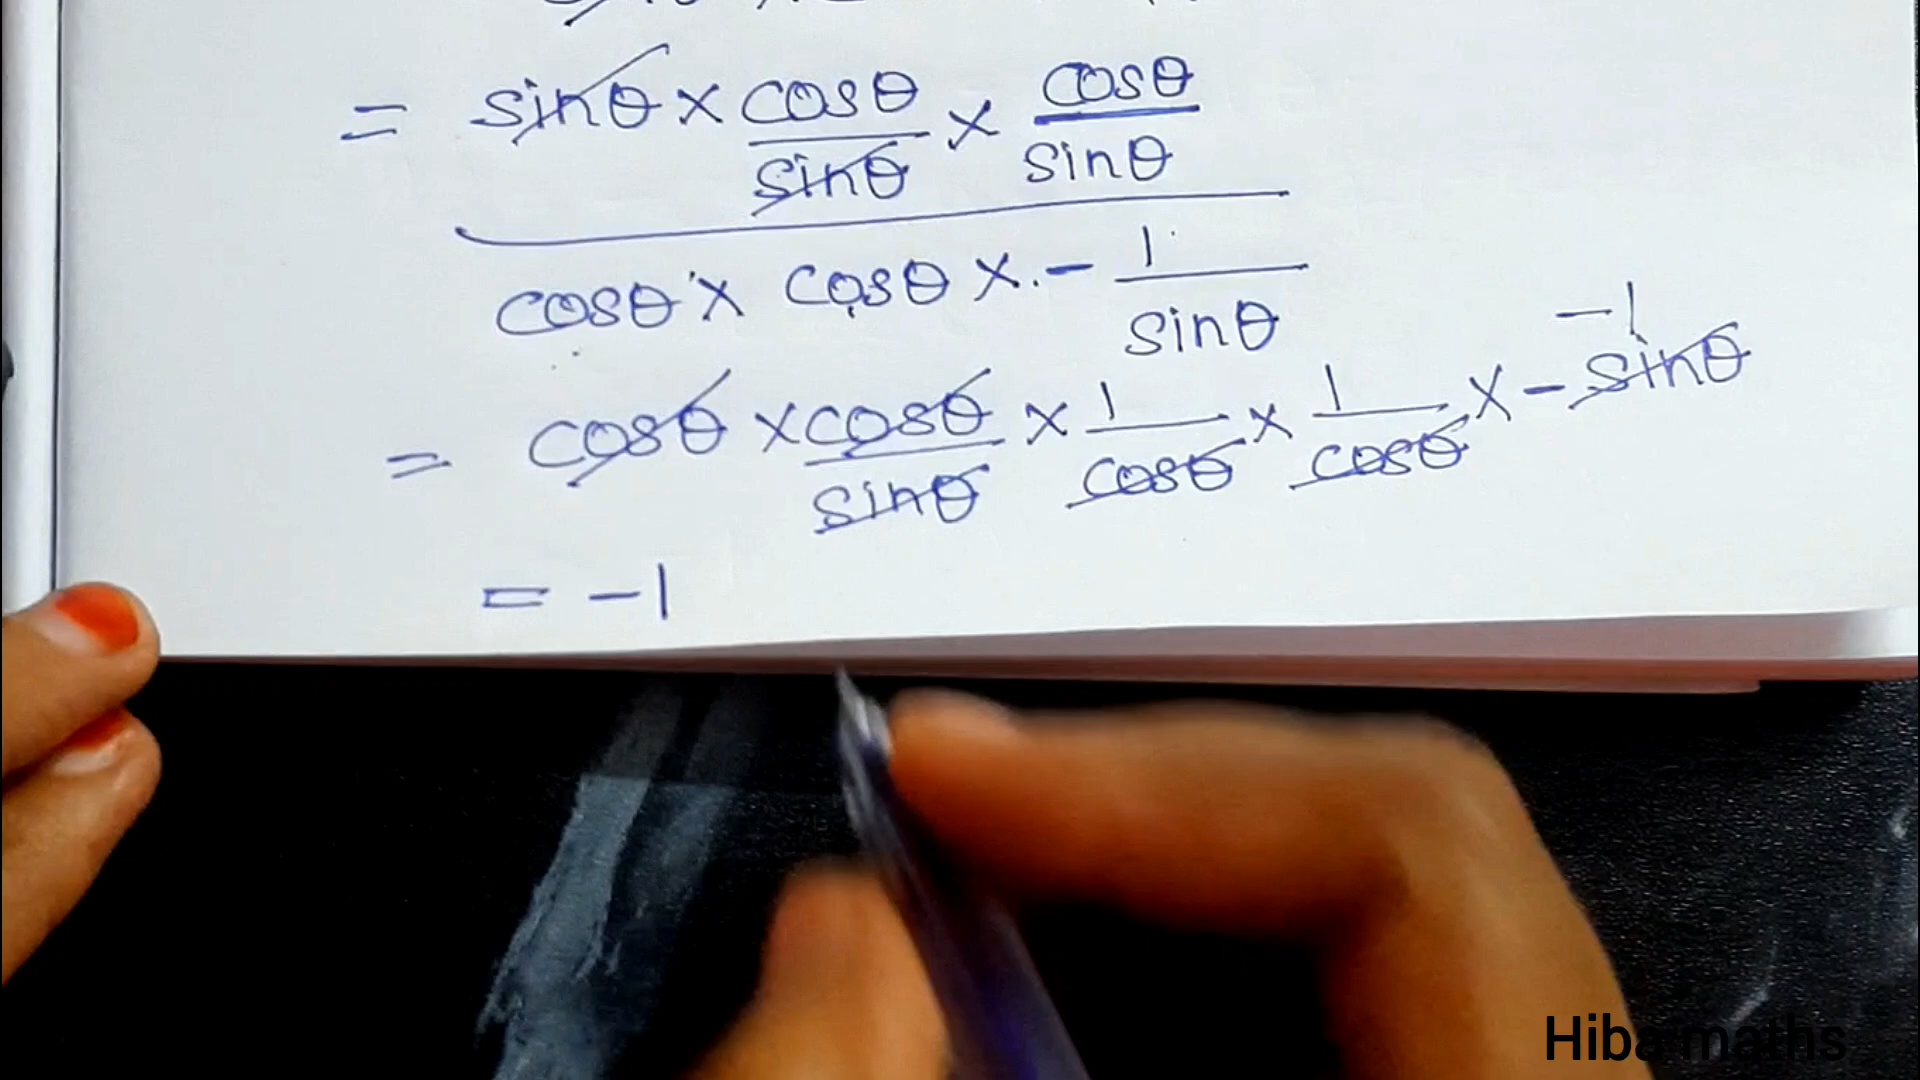 = sinθ × cosθ/sinθ × cosθ/sinθ
cosθ × cosθ × - 1/sinθ
-1
= cosθ × cosθ/sinθ × 1/cosθ × 1/cosθ × - sinθ
= -1
Hiba maths